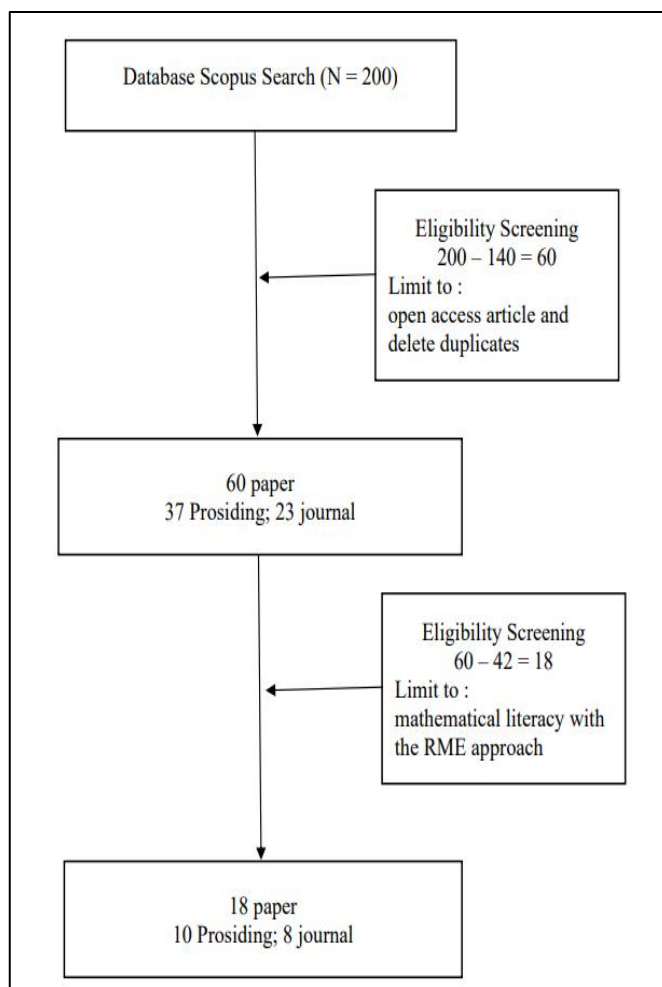 Database Scopus Search (N = 200)
Eligibility Screening
200 – 140 = 60
Limit to :
open access article and
delete duplicates
60 paper
37 Prosiding; 23 journal
Eligibility Screening
60 – 42 = 18
Limit to :
mathematical literacy with
the RME approach
18 paper
10 Prosiding; 8 journal